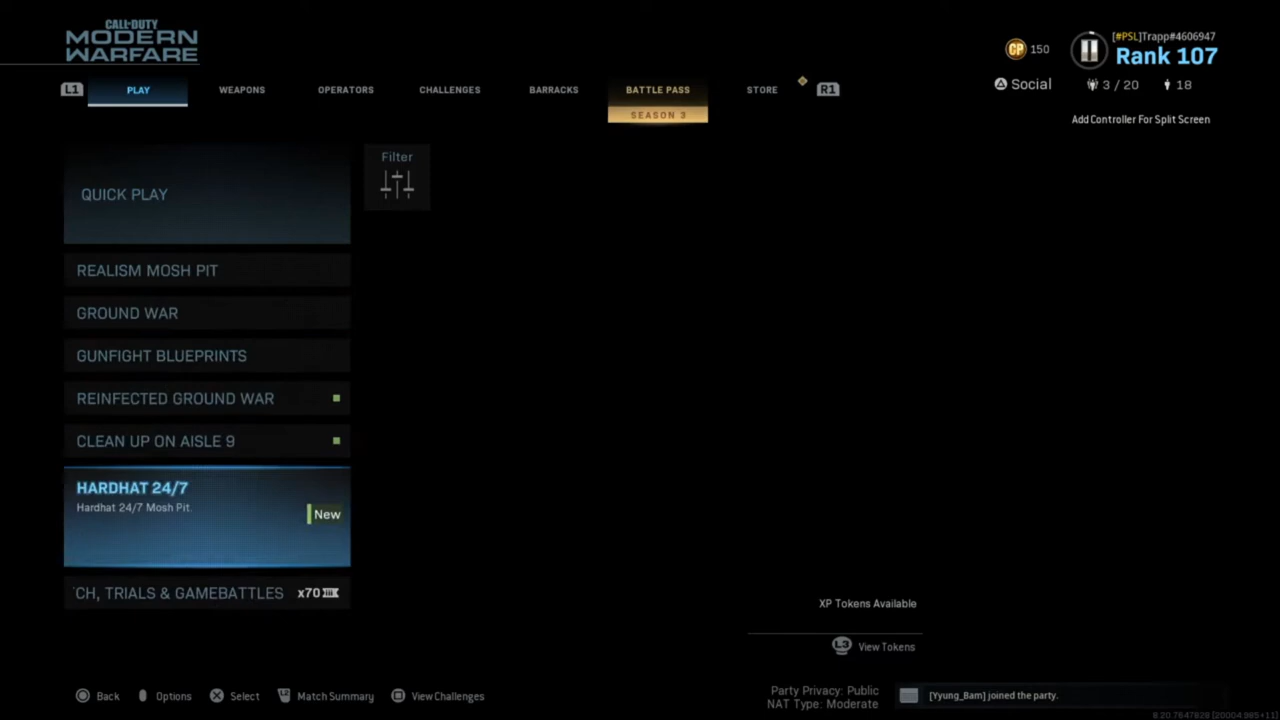 CALL·DUTY
MODERN
WARFARE
CP 150
[#PSL]Trapp#4606947
Rank 107
L1
PLAY
WEAPONS
OPERATORS
CHALLENGES
BARRACKS
BATTLE PASS
SEASON 3
STORE
R1
Social
3 / 20
18
Add Controller For Split Screen
QUICK PLAY
Filter
REALISM MOSH PIT
GROUND WAR
GUNFIGHT BLUEPRINTS
REINFECTED GROUND WAR
CLEAN UP ON AISLE 9
HARDHAT 24/7
Hardhat 24/7 Mosh Pit.
New
CH, TRIALS & GAMEBATTLES x70
XP Tokens Available
L3 View Tokens
Back
Options
Select
L2 Match Summary
View Challenges
Party Privacy: Public
NAT Type: Moderate
[Yyung_Bam] joined the party.